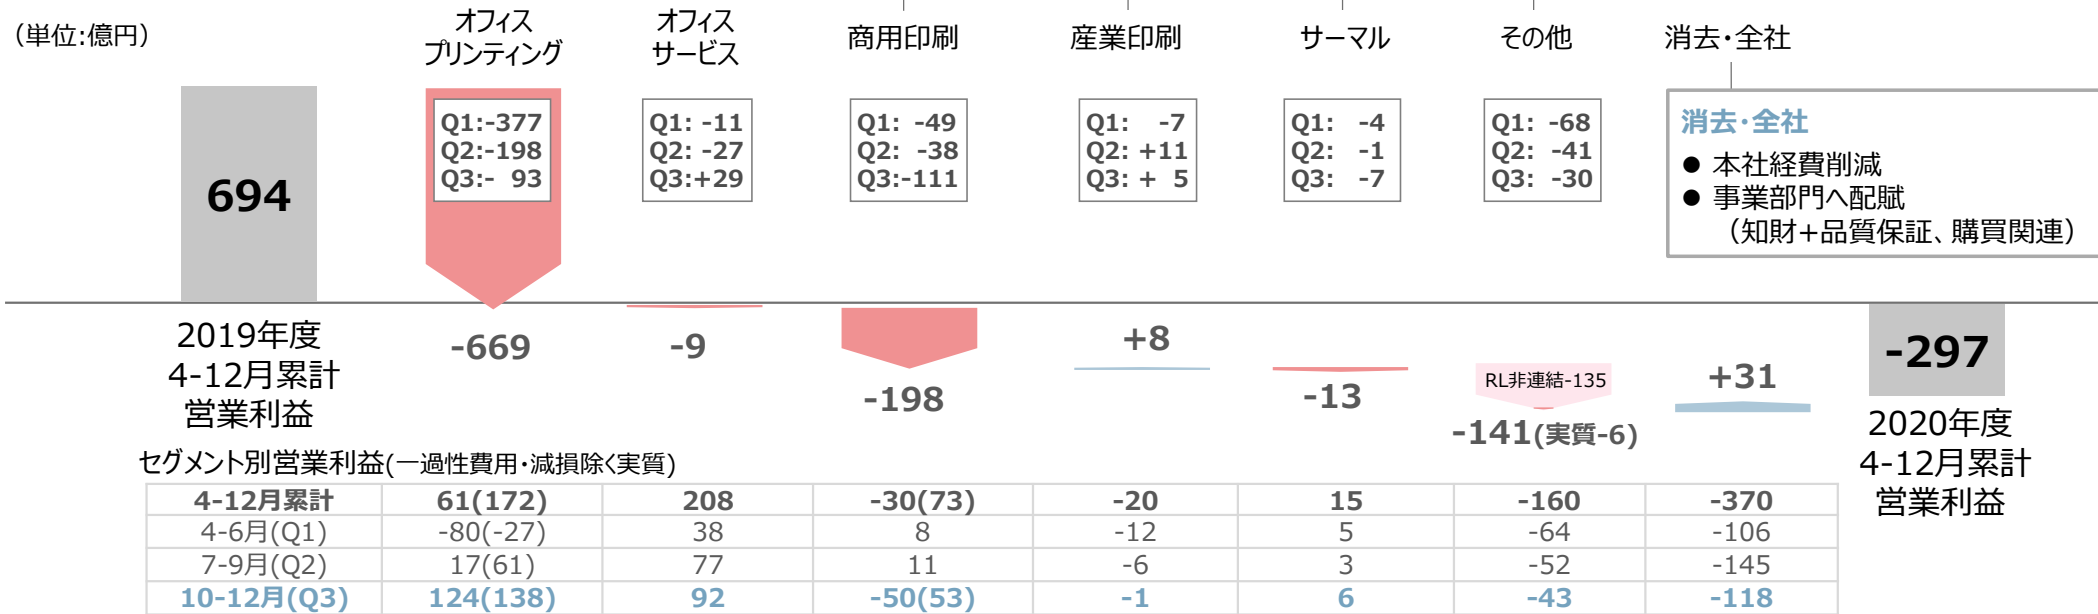 (単位:億円)
オフィス
プリンティング
オフィス
サービス
商用印刷
産業印刷
サーマル
その他
消去・全社
694
Q1:-377
Q2:-198
Q3:- 93
Q1: -11
Q2: -27
Q3:+29
Q1: -49
Q2: -38
Q3:-111
Q1: -7
Q2: +11
Q3: + 5
Q1: -4
Q2: -1
Q3: -7
Q1: -68
Q2: -41
Q3: -30
消去・全社
● 本社経費削減
● 事業部門へ配賦
(知財+品質保証、購買関連)
2019年度
4-12月累計
営業利益
-669
-9
-198
+8
-13
RL非連結-135
-141(実質-6)
+31
-297
2020年度
4-12月累計
営業利益
セグメント別営業利益(一過性費用・減損除く実質)
4-12月累計 61(172) 208 -30(73) -20 15 -160 -370
4-6月(Q1) -80(-27) 38 8 -12 5 -64 -106
7-9月(Q2) 17(61) 77 11 -6 3 -52 -145
10-12月(Q3) 124(138) 92 -50(53) -1 6 -43 -118